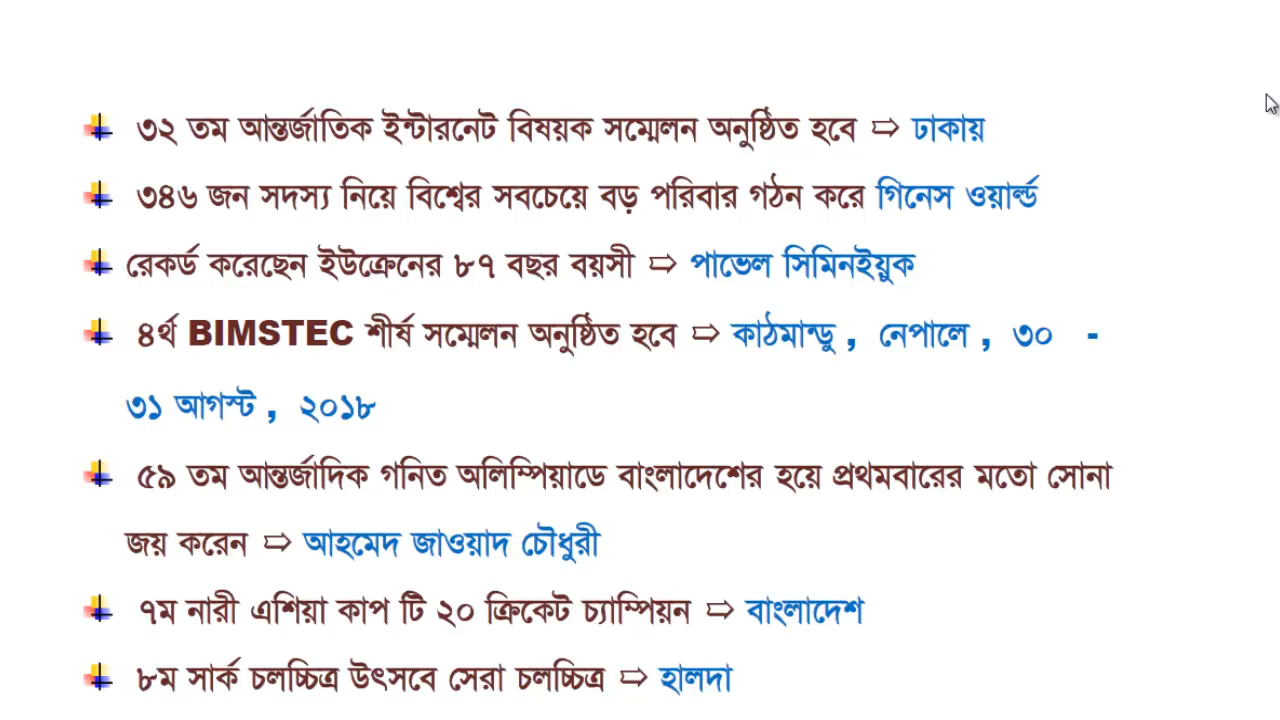 ৩২ তম আন্তর্জাতিক ইন্টারনেট বিষয়ক সম্মেলন অনুষ্ঠিত হবে ⇨ ঢাকায়
৩৪৬ জন সদস্য নিয়ে বিশ্বের সবচেয়ে বড় পরিবার গঠন করে গিনেস ওয়ার্ল্ড
রেকর্ড করেছেন ইউক্রেনের ৮৭ বছর বয়সী ⇨ পাভেল সিমিনইয়ুক
৪র্থ BIMSTEC শীর্ষ সম্মেলন অনুষ্ঠিত হবে ⇨ কাঠমান্ডু , নেপালে , ৩০ -
৩১ আগস্ট , ২০১৮
৫৯ তম আন্তর্জাদিক গনিত অলিম্পিয়াডে বাংলাদেশের হয়ে প্রথমবারের মতো সোনা
জয় করেন ⇨ আহমেদ জাওয়াদ চৌধুরী
৭ম নারী এশিয়া কাপ টি ২০ ক্রিকেট চ্যাম্পিয়ন ⇨ বাংলাদেশ
৮ম সার্ক চলচ্চিত্র উৎসবে সেরা চলচ্চিত্র ⇨ হালদা